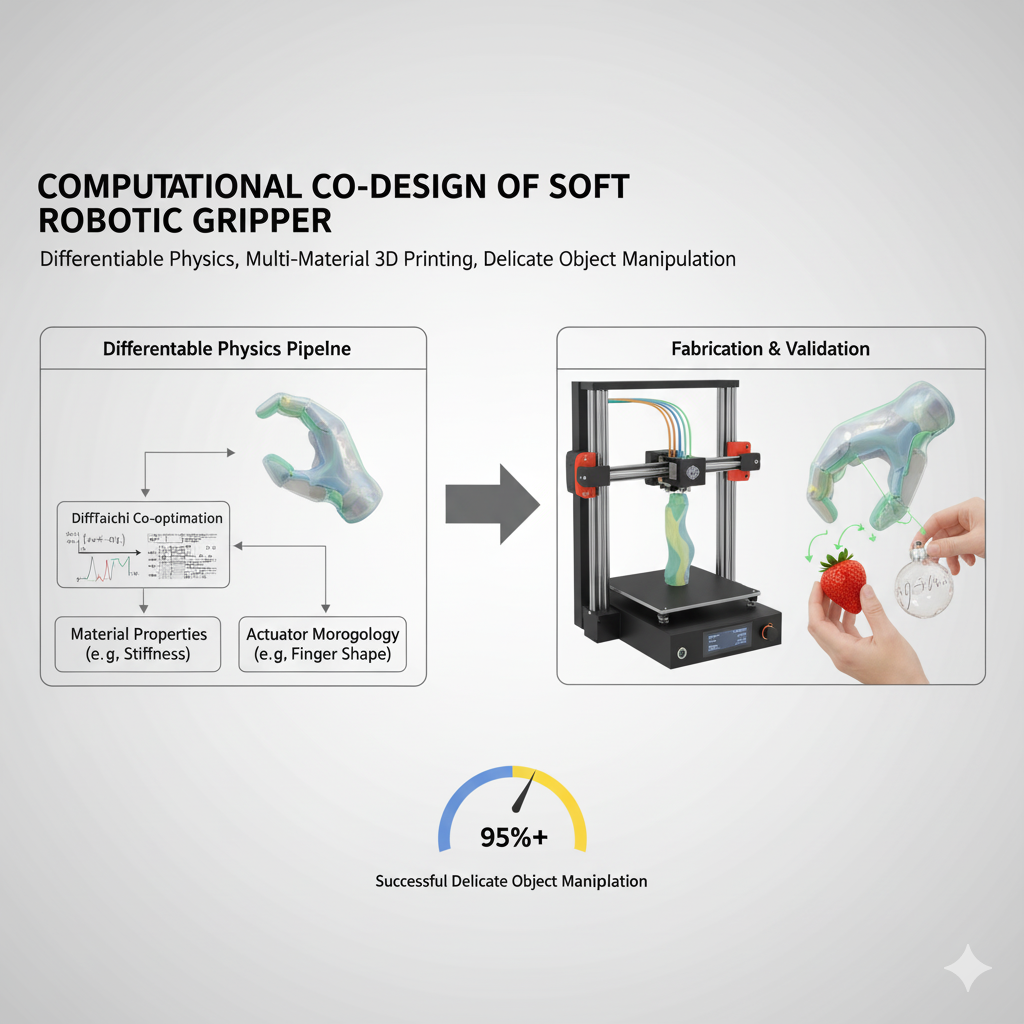 COMPUTATIONAL CO-DESIGN OF SOFT
ROBOTIC GRIPPER
Differentiable Physics, Multi-Material 3D Printing, Delicate Object Manipulation
Differentable Physics Pipelne
DiffTaichi Co-optimation
Material Properties
(e.g, Stiffness)
Actuator Morogology
(e.g, Finger Shape)
Fabrication & Validation
95%+
Successful Delicate Object Maniplation